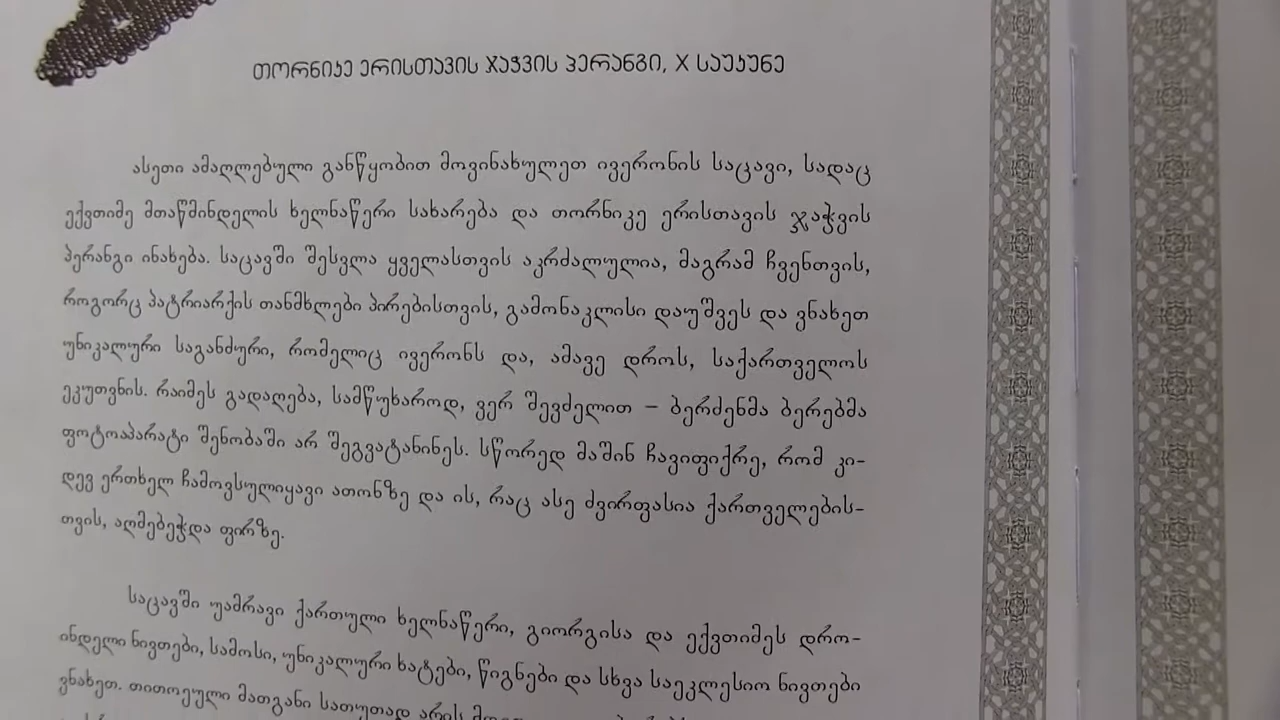 თორნიკე ერისთავის ჯაჭვის პერანგი, X საუკუნე
ასეთი ამაღლებული განწყობით მოვინახულეთ ივერონის საცავი, სადაც
ექვთიმე მთაწმინდელის ხელნაწერი სახარება და თორნიკე ერისთავის ჯაჭვის
პერანგი ინახება. საცავში შესვლა ყველასთვის აკრძალულია, მაგრამ ჩვენთვის,
როგორც პატრიარქის თანმხლები პირებისთვის, გამონაკლისი დაუშვეს და ვნახეთ
უნიკალური საგანძური, რომელიც ივერონს და, ამავე დროს, საქართველოს
ეკუთვნის. რაიმეს გადაღება, სამწუხაროდ, ვერ შევძელით – ბერძენმა ბერებმა
ფოტოაპარატი შენობაში არ შეგვატანინეს. სწორედ მაშინ ჩავიფიქრე, რომ კი-
დევ ერთხელ ჩამოვსულიყავი ათონზე და ის, რაც ასე ძვირფასია ქართველების-
თვის, აღმებეჭდა ფირზე.
საცავში უამრავი ქართული ხელნაწერი, გიორგისა და ექვთიმეს დრო-
ინდელი ნივთები, სამოსი, უნიკალური ხატები, წიგნები და სხვა საეკლესიო ნივთები
ვნახეთ. თითოეული მათგანი სათუთად არის